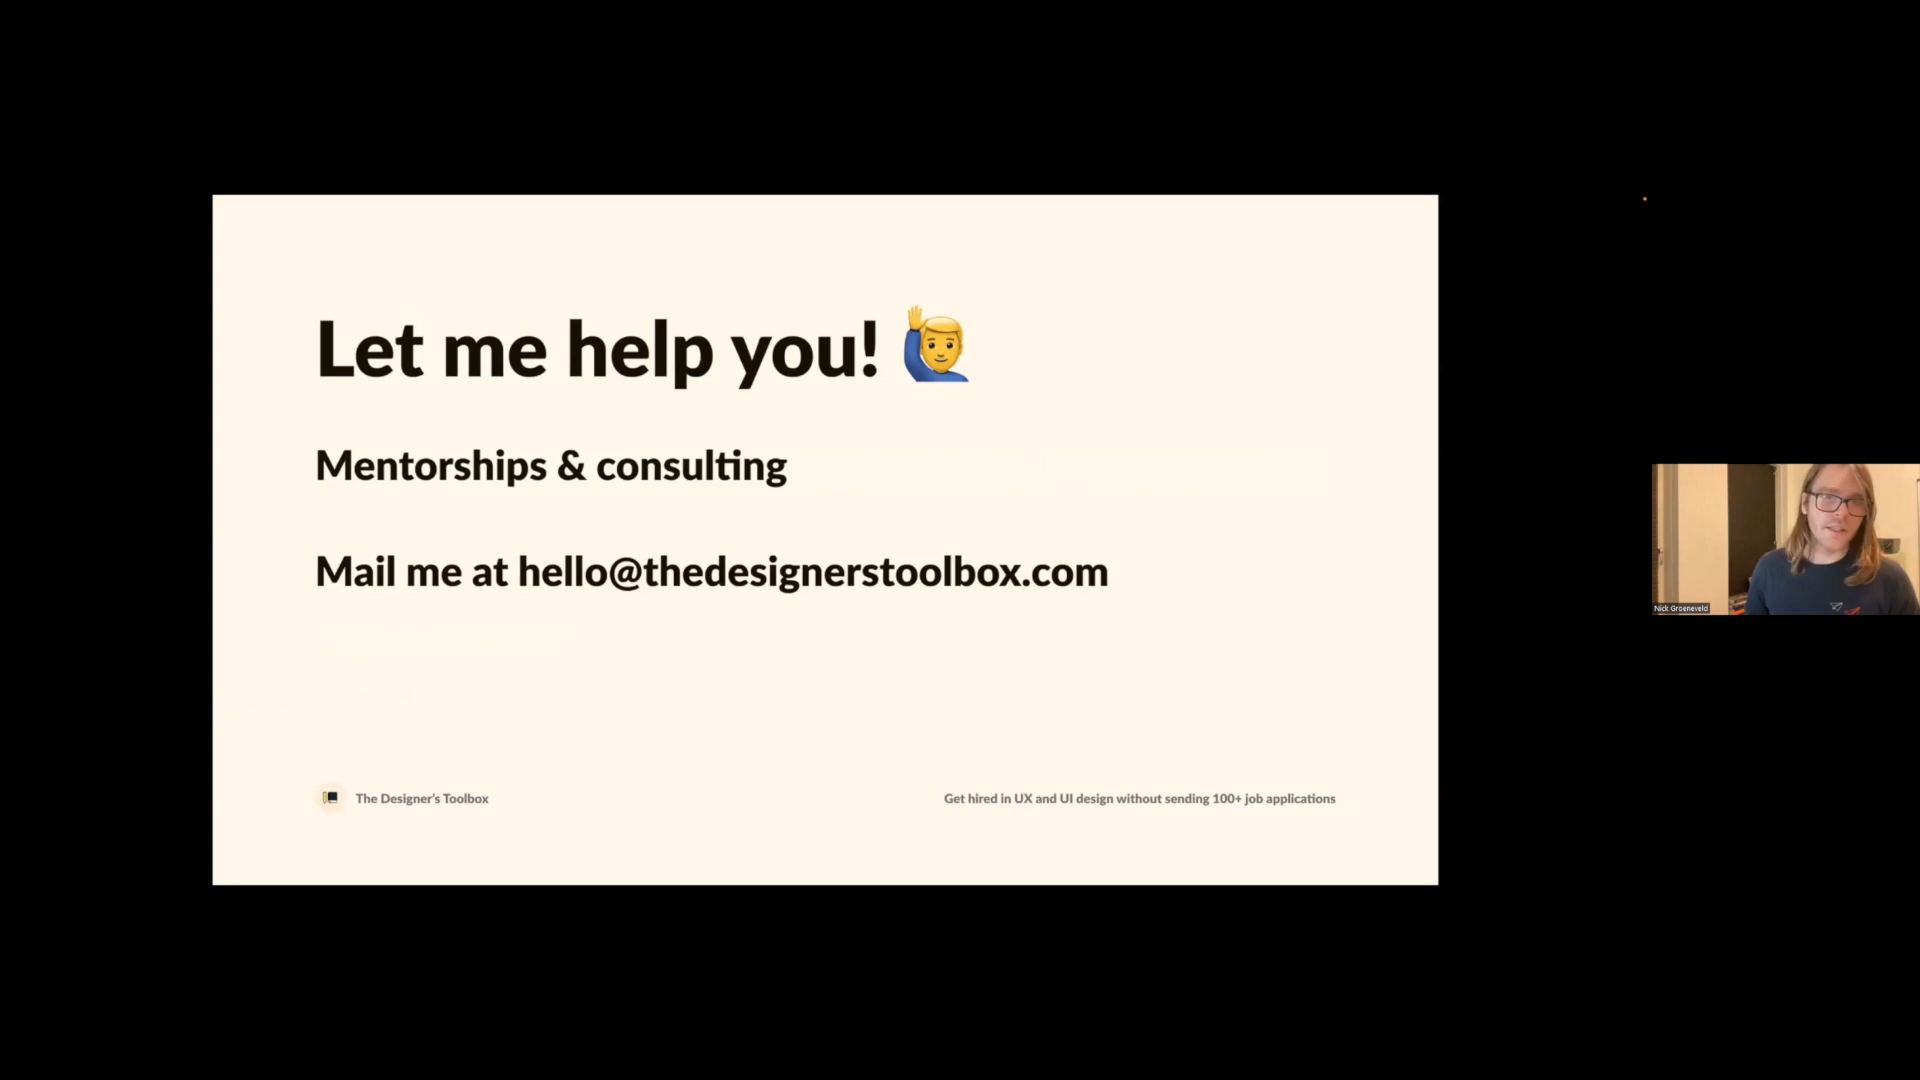 Let me help you! 🙋‍♂️
Mentorships & consulting
Mail me at hello@thedesignerstoolbox.com
The Designer's Toolbox
Get hired in UX and UI design without sending 100+ job applications
Nick Groeneveld